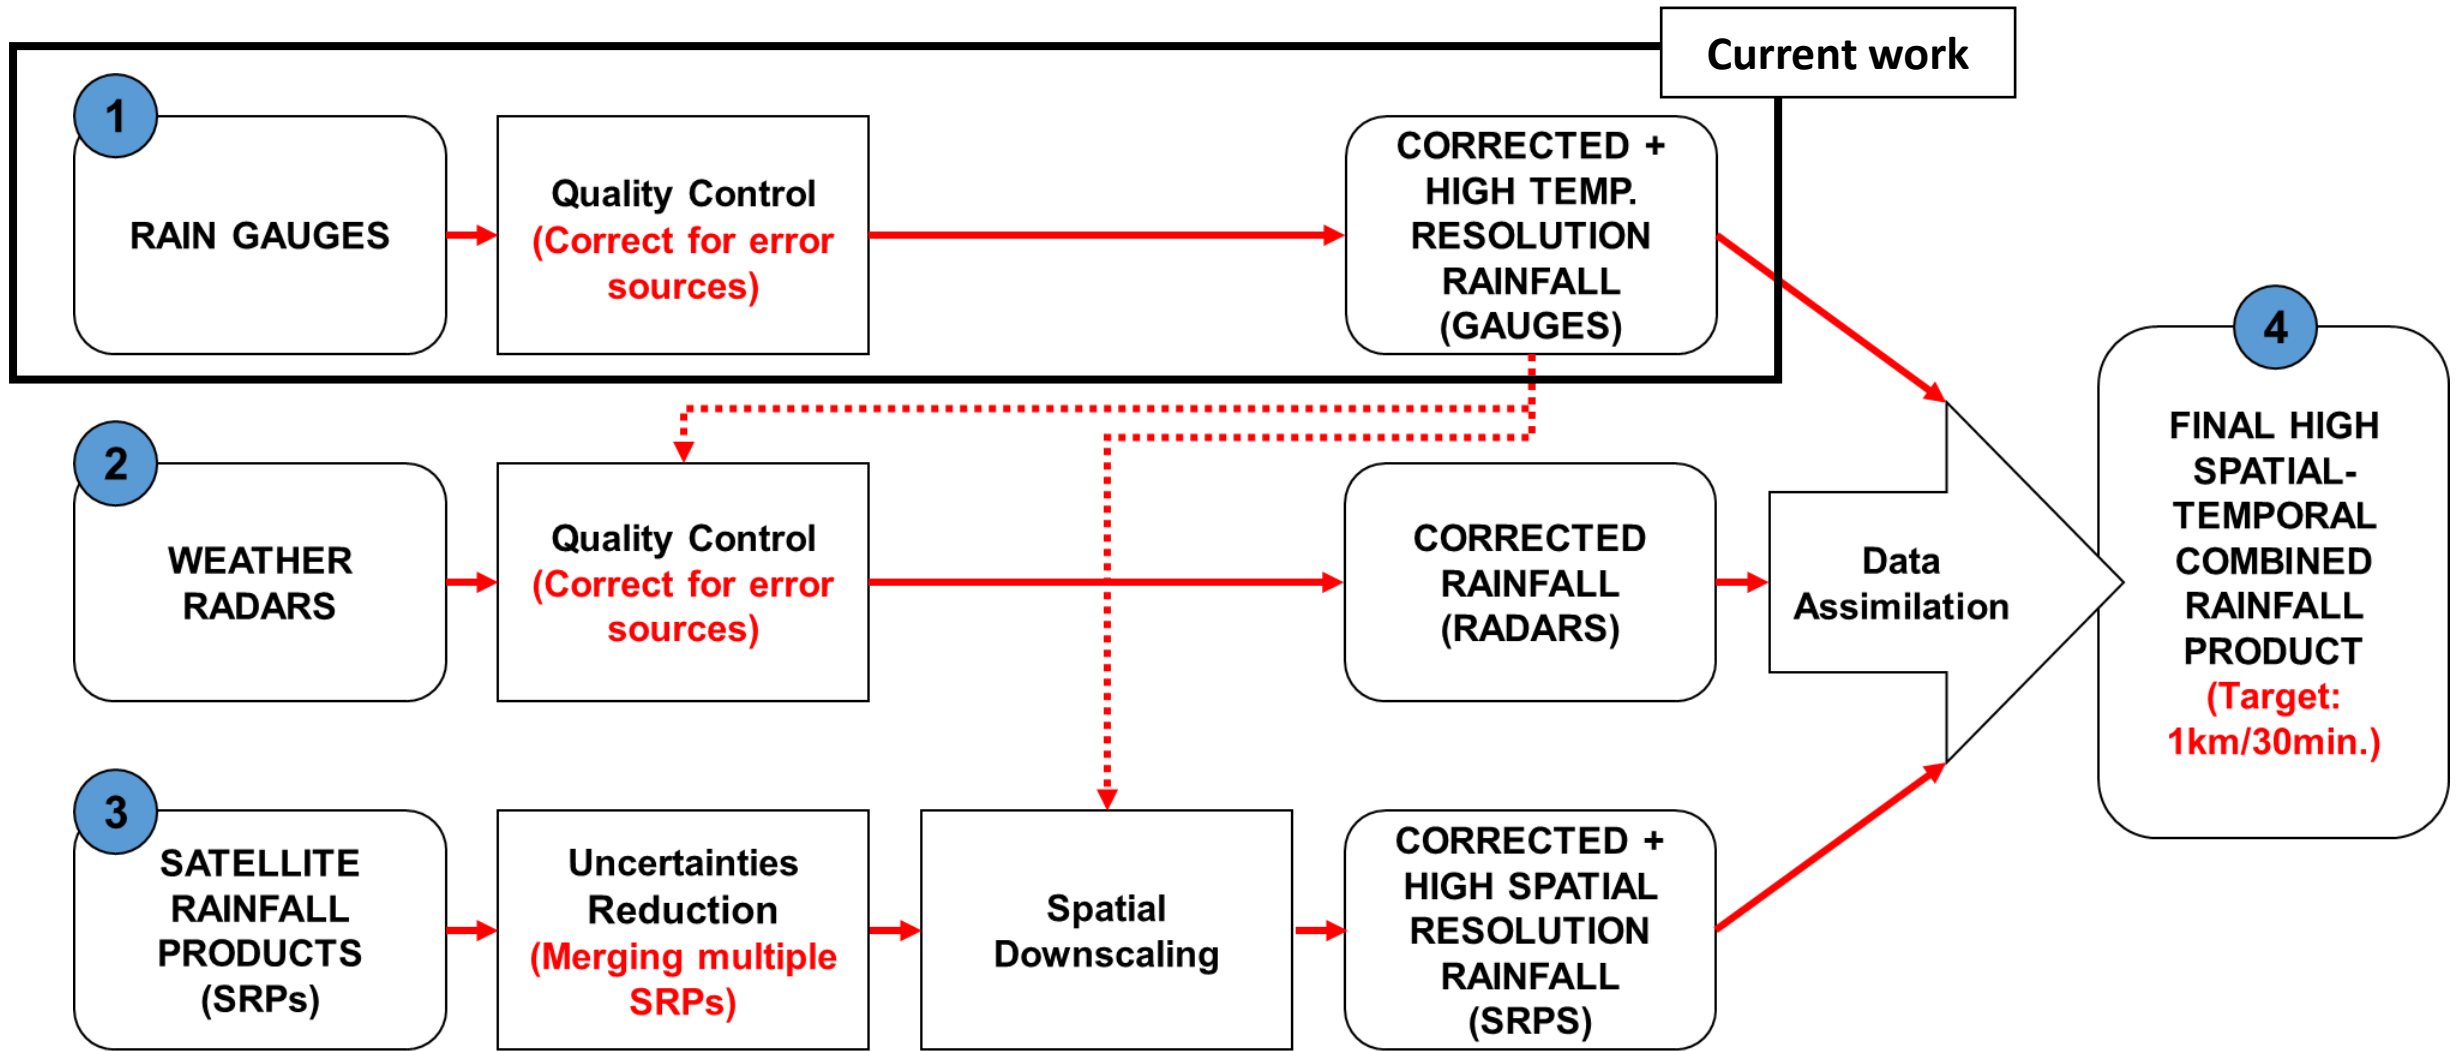 Current work
1
RAIN GAUGES
Quality Control
(Correct for error
sources)
CORRECTED +
HIGH TEMP.
RESOLUTION
RAINFALL
(GAUGES)
2
WEATHER
RADARS
Quality Control
(Correct for error
sources)
CORRECTED
RAINFALL
(RADARS)
3
SATELLITE
RAINFALL
PRODUCTS
(SRPs)
Uncertainties
Reduction
(Merging multiple
SRPs)
Spatial
Downscaling
CORRECTED +
HIGH SPATIAL
RESOLUTION
RAINFALL
(SRPS)
Data
Assimilation
4
FINAL HIGH
SPATIAL-
TEMPORAL
COMBINED
RAINFALL
PRODUCT
(Target:
1km/30min.)